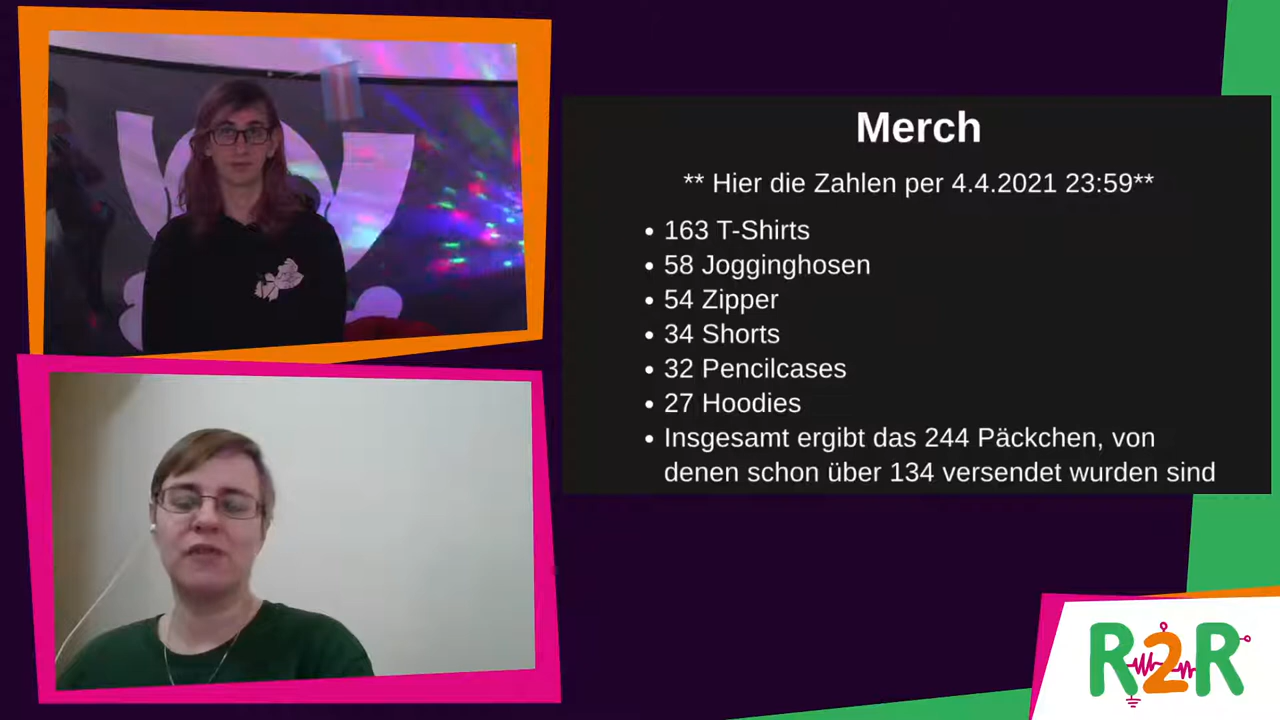 Merch
** Hier die Zahlen per 4.4.2021 23:59**
• 163 T-Shirts
• 58 Jogginghosen
• 54 Zipper
• 34 Shorts
• 32 Pencilcases
• 27 Hoodies
• Insgesamt ergibt das 244 Päckchen, von
denen schon über 134 versendet wurden sind
R2R